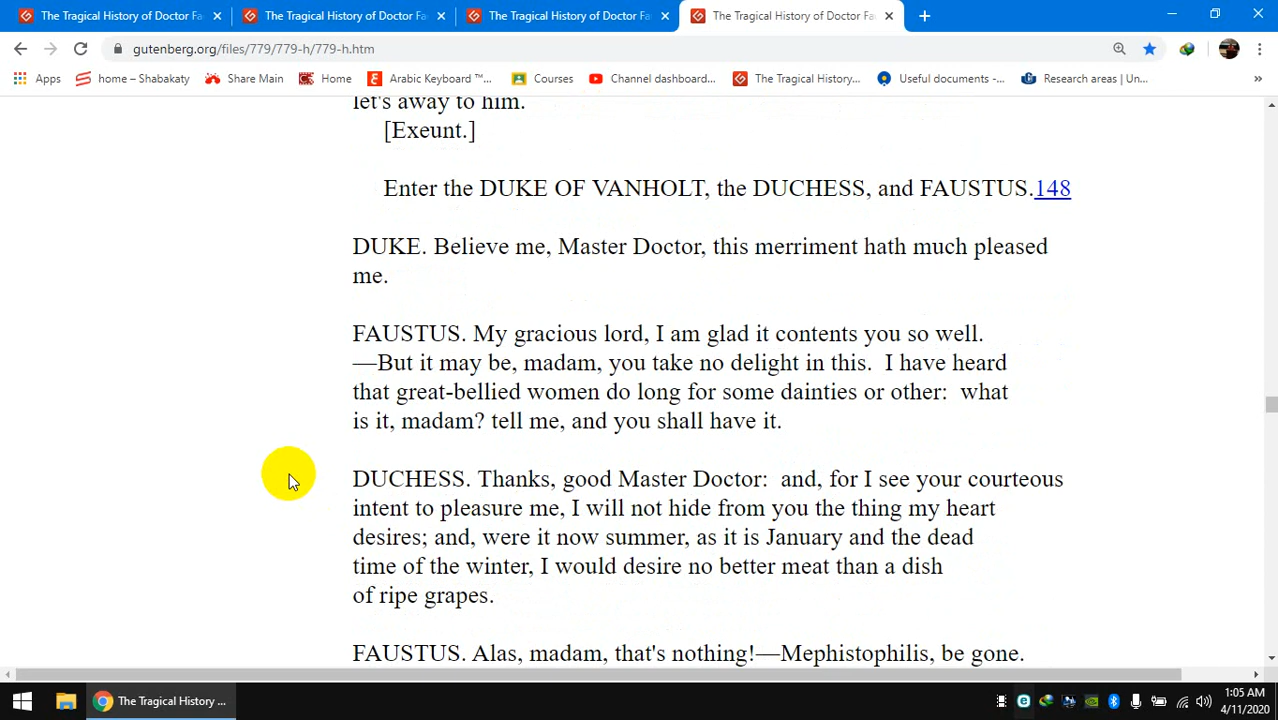 The Tragical History of Doctor Fa
The Tragical History of Doctor Fa
The Tragical History of Doctor Fa
The Tragical History of Doctor Fa
gutenberg.org/files/779/779-h/779-h.htm
Apps
home – Shabakaty
Share Main
Home
Arabic Keyboard ™...
Courses
Channel dashboard...
The Tragical History...
Useful documents -...
Research areas | Un...
»
let's away to him.
[Exeunt.]
Enter the DUKE OF VANHOLT, the DUCHESS, and FAUSTUS.148
DUKE. Believe me, Master Doctor, this merriment hath much pleased
me.
FAUSTUS. My gracious lord, I am glad it contents you so well.
—But it may be, madam, you take no delight in this. I have heard
that great-bellied women do long for some dainties or other: what
is it, madam? tell me, and you shall have it.
DUCHESS. Thanks, good Master Doctor: and, for I see your courteous
intent to pleasure me, I will not hide from you the thing my heart
desires; and, were it now summer, as it is January and the dead
time of the winter, I would desire no better meat than a dish
of ripe grapes.
FAUSTUS. Alas, madam, that's nothing!—Mephistophilis, be gone.
The Tragical History ...
1:05 AM
4/11/2020